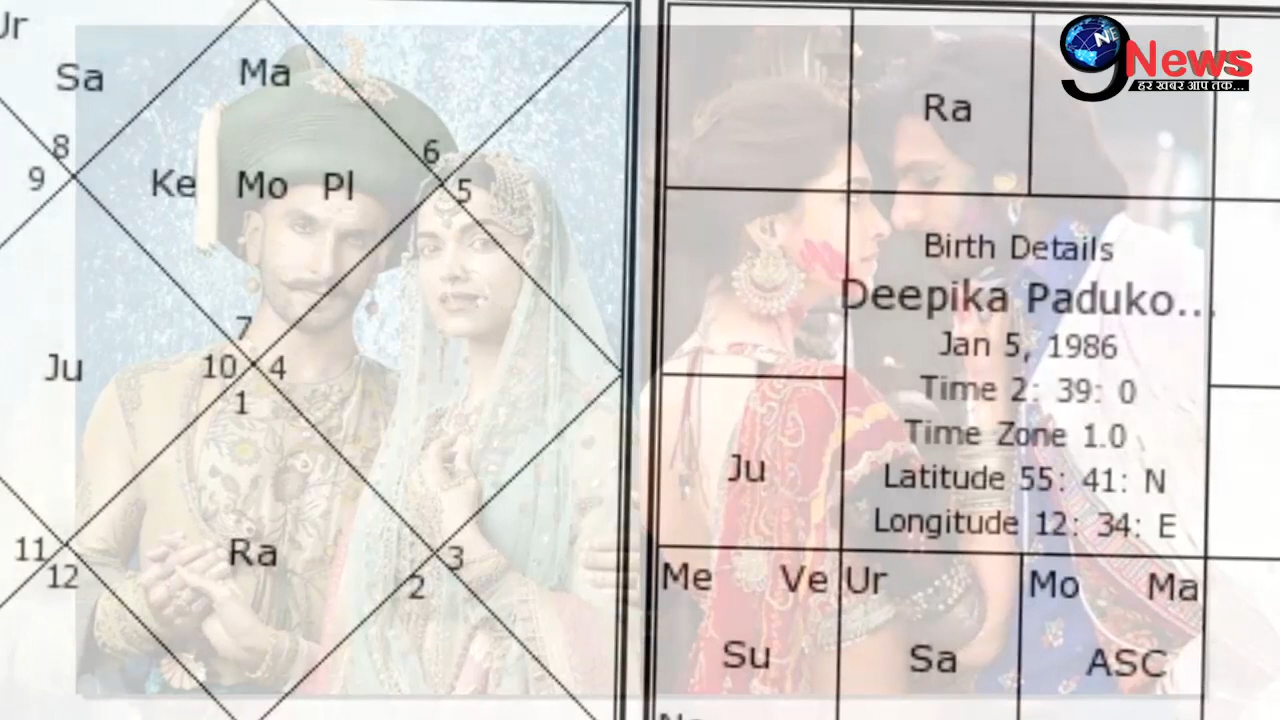 Ur
Sa
Ma
8
9
Ke Mo Pl
6
5
7
Ju
10
4
1
11
12
Ra
3
2
Ra
9 News
NE
हर खबर आप तक...
Birth Details
Deepika Paduko...
Jan 5, 1986
Time 2: 39: 0
Time Zone 1.0
Latitude 55: 41: N
Longitude 12: 34: E
Ju
Me Ve Ur Mo Ma
Su Sa ASC